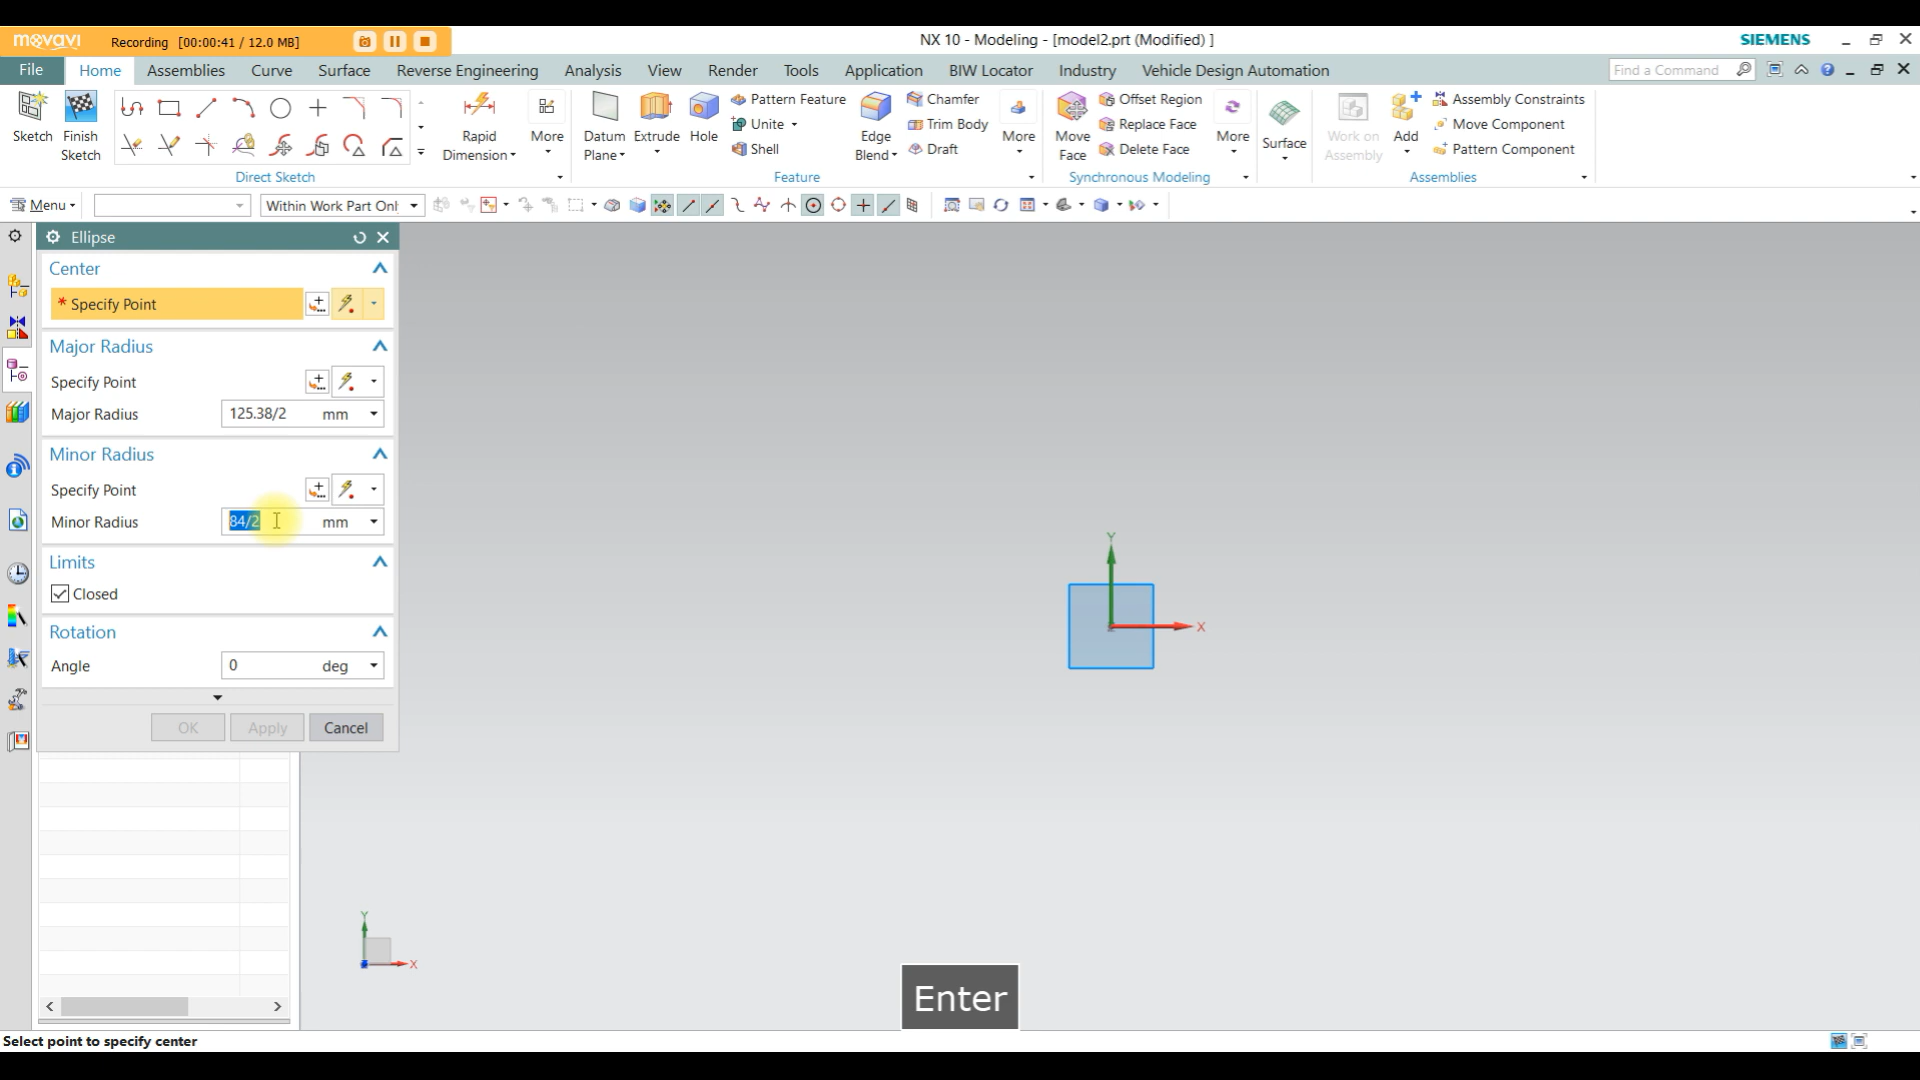 movavi Recording [00:00:41 / 12.0 MB]
NX 10 - Modeling - [model2.prt (Modified) ]
SIEMENS
File Home Assemblies Curve Surface Reverse Engineering Analysis View Render Tools Application BIW Locator Industry Vehicle Design Automation
Find a Command
Sketch
Finish
Sketch
Direct Sketch
Rapid
Dimension
More
Datum
Plane
Extrude
Hole
Pattern Feature
Unite
Shell
Edge
Blend
Chamfer
Trim Body
Draft
More
Feature
Move
Face
Offset Region
Replace Face
Delete Face
More
Synchronous Modeling
Surface
Work on
Assembly
Add
Assembly Constraints
Move Component
Pattern Component
Assemblies
Menu
Within Work Part Onl
Ellipse
Center
* Specify Point
Major Radius
Specify Point
Major Radius 125.38/2 mm
Minor Radius
Specify Point
Minor Radius 84/2 mm
Limits
Closed
Rotation
Angle 0 deg
OK Apply Cancel
Y
X
Y
X
Enter
Select point to specify center